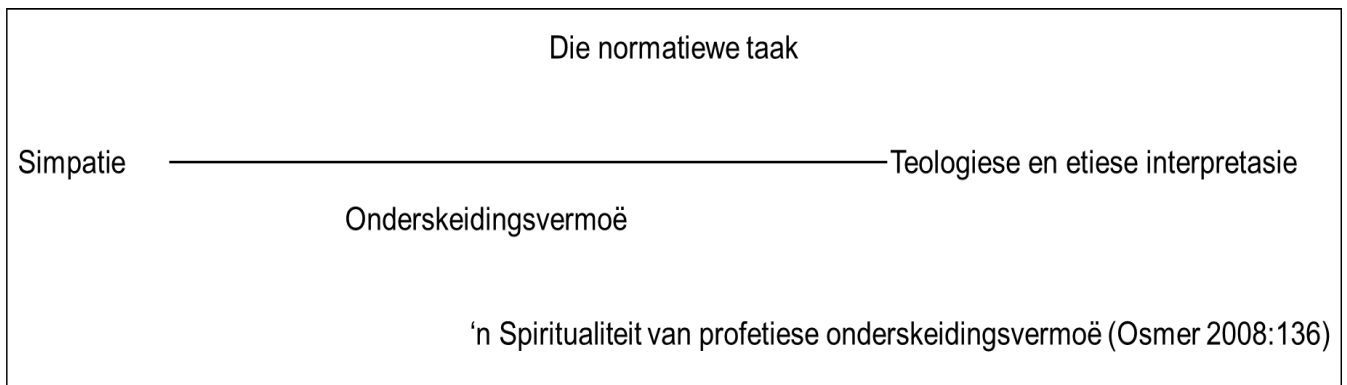 Die normatiewe taak
Simpatie Teologiese en etiese interpretasie
Onderskeidingsvermoë
‘n Spiritualiteit van profetiese onderskeidingsvermoë (Osmer 2008:136)